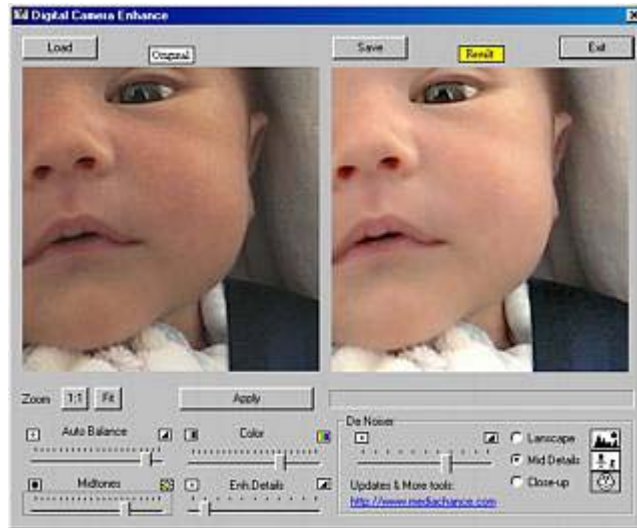 Digital Camera Enhance
Load
Original
Save
Result
Exit
Zoom
1:1
Fit
Apply
Auto Balance
Color
Midtones
Enh.Details
De Noiser
Lanscape
Mid Details
Close-up
Updates & More tools:
http://www.mediachance.com